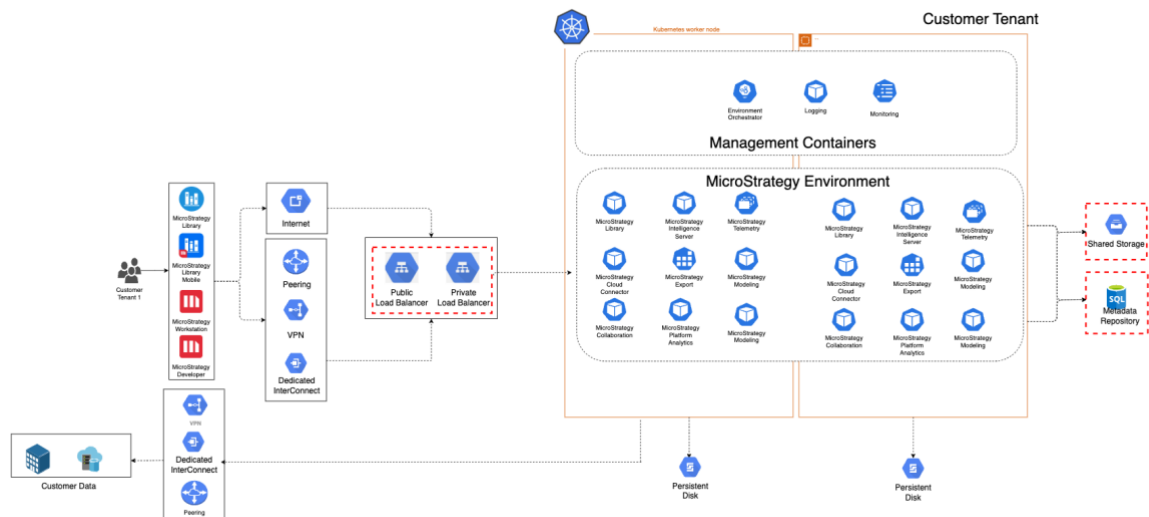 Customer Tenant
Kubernetes worker node
Environment
Orchestrator
Logging
Monitoring
Management Containers
MicroStrategy Environment
MicroStrategy
Library
MicroStrategy
Intelligence
Server
MicroStrategy
Telemetry
MicroStrategy
Cloud
Connector
MicroStrategy
Export
MicroStrategy
Modeling
MicroStrategy
Collaboration
MicroStrategy
Platform
Analytics
MicroStrategy
Modeling
MicroStrategy
Library
MicroStrategy
Intelligence
Server
MicroStrategy
Telemetry
MicroStrategy
Cloud
Connector
MicroStrategy
Export
MicroStrategy
Modeling
MicroStrategy
Collaboration
MicroStrategy
Platform
Analytics
MicroStrategy
Modeling
Customer
Tenant 1
MicroStrategy
Library
MicroStrategy
Library
Mobile
MicroStrategy
Workstation
MicroStrategy
Developer
Internet
Peering
VPN
Dedicated
InterConnect
Public
Load Balancer
Private
Load Balancer
Shared Storage
SQL
Metadata
Repository
VPN
Dedicated
InterConnect
Peering
Customer Data
Persistent
Disk
Persistent
Disk